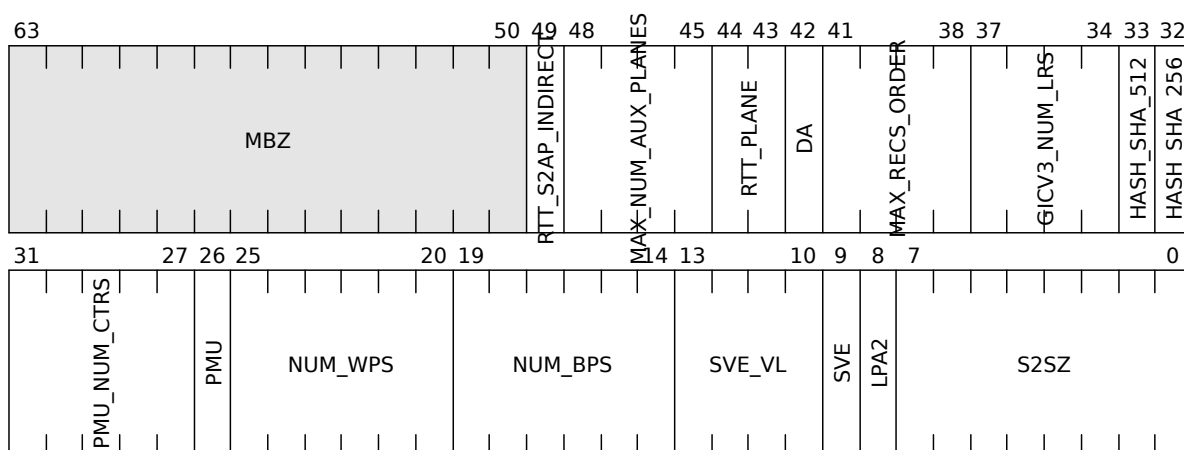 63 50 49 48 45 44 43 42 41 38 37 34 33 32
MBZ
RTT_S2AP_INDIRECT
MAX_NUM_AUX_PLANES
RTT_PLANE
DA
MAX_RECS_ORDER
GICV3_NUM_LRS
HASH_SHA_512
HASH_SHA_256
31 27 26 25 20 19 14 13 10 9 8 7 0
PMU_NUM_CTRS
PMU
NUM_WPS
NUM_BPS
SVE_VL
SVE
LPA2
S2SZ